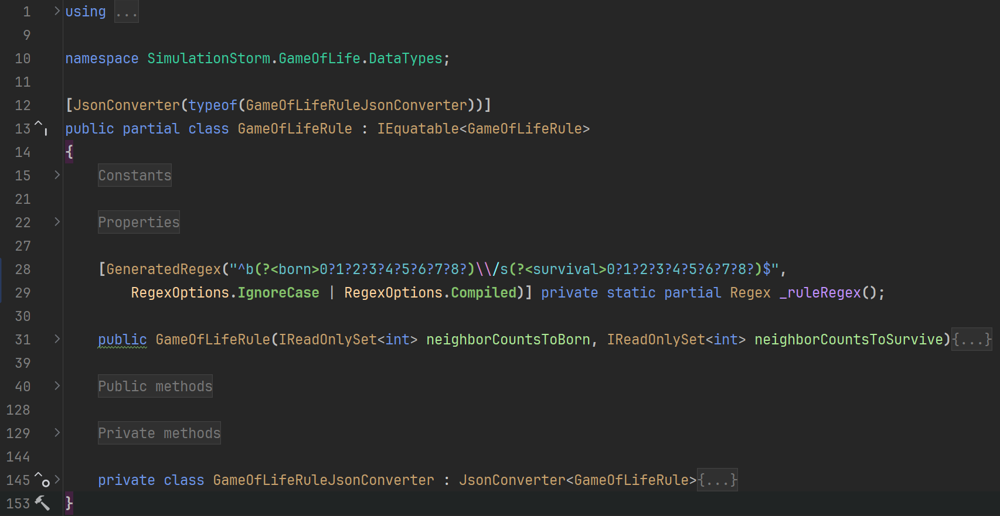 1 using ...
9
10 namespace SimulationStorm.GameOfLife.DataTypes;
11
12 [JsonConverter(typeof(GameOfLifeRuleJsonConverter))]
13 public partial class GameOfLifeRule : IEquatable<GameOfLifeRule>
14 {
15 Constants
21
22 Properties
27
28 [GeneratedRegex("^b(?<born>0?1?2?3?4?5?6?7?8?)\\/s(?<survival>0?1?2?3?4?5?6?7?8?)$",
29 RegexOptions.IgnoreCase | RegexOptions.Compiled)] private static partial Regex _ruleRegex();
30
31 public GameOfLifeRule(IReadOnlySet<int> neighborCountsToBorn, IReadOnlySet<int> neighborCountsToSurvive){...}
39
40 Public methods
128
129 Private methods
144
145 private class GameOfLifeRuleJsonConverter : JsonConverter<GameOfLifeRule>{...}
153 }